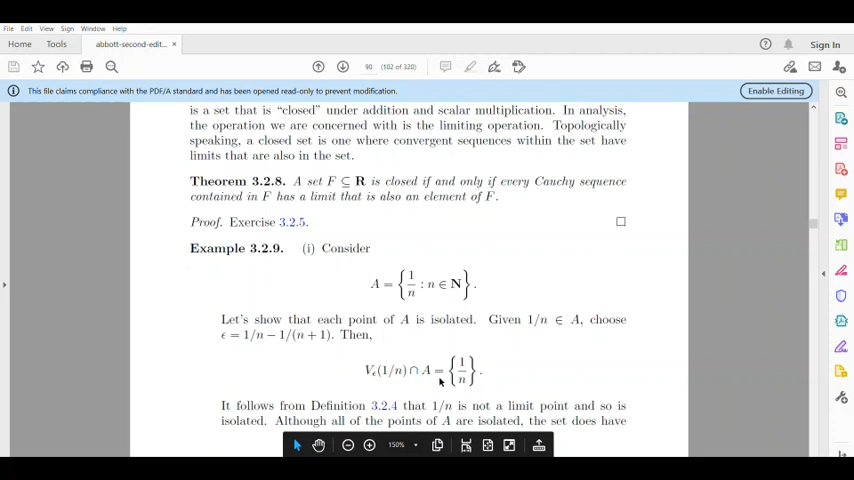 File Edit View Sign Window Help
Home Tools abbott-second-edit... × Sign In
90 (102 of 320)
This file claims compliance with the PDF/A standard and has been opened read-only to prevent modification. Enable Editing
is a set that is "closed" under addition and scalar multiplication. In analysis,
the operation we are concerned with is the limiting operation. Topologically
speaking, a closed set is one where convergent sequences within the set have
limits that are also in the set.
Theorem 3.2.8. A set F ⊆ R is closed if and only if every Cauchy sequence
contained in F has a limit that is also an element of F.
Proof. Exercise 3.2.5. □
Example 3.2.9. (i) Consider
A = {1/n : n ∈ N}.
Let's show that each point of A is isolated. Given 1/n ∈ A, choose
ϵ = 1/n − 1/(n + 1). Then,
Vϵ(1/n) ∩ A = {1/n}.
It follows from Definition 3.2.4 that 1/n is not a limit point and so is
isolated. Although all of the points of A are isolated, the set does have
150%